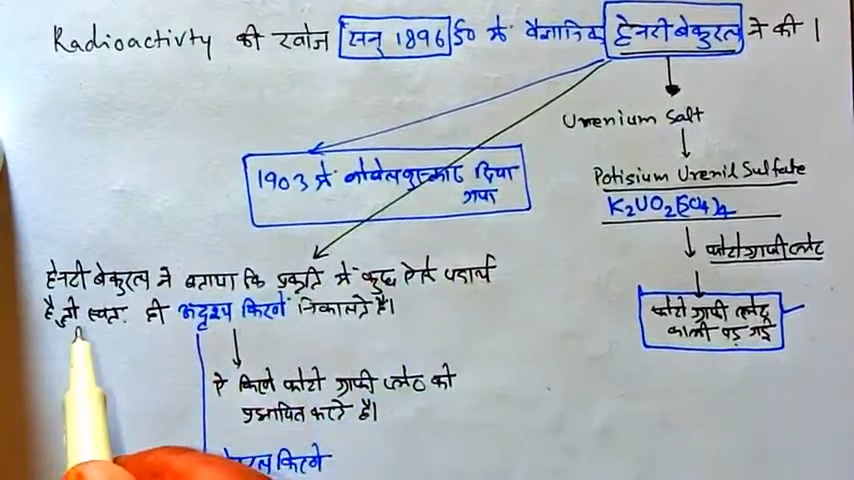 Radioactivty की खोज सन् 1896 ई० में वैज्ञानिक हेनरी बेकुरल ने की।
Urenium Salt
1903 में नोबेल पुरस्कार दिया
गया
Potisium Urenil Sulfate
K₂UO₂(SO₄)₄
फोटोग्राफी प्लेट
हेनरी बेकुरल ने बताया कि प्रकृति में कुछ ऐसे पदार्थ
है, जो स्वत: ही अदृश्य किरणें निकालते है।
फोटो ग्राफी प्लेट
काली पड़ गई
ये किरणे फोटो ग्राफी प्लेट को
प्रभावित करते है।
किरणे